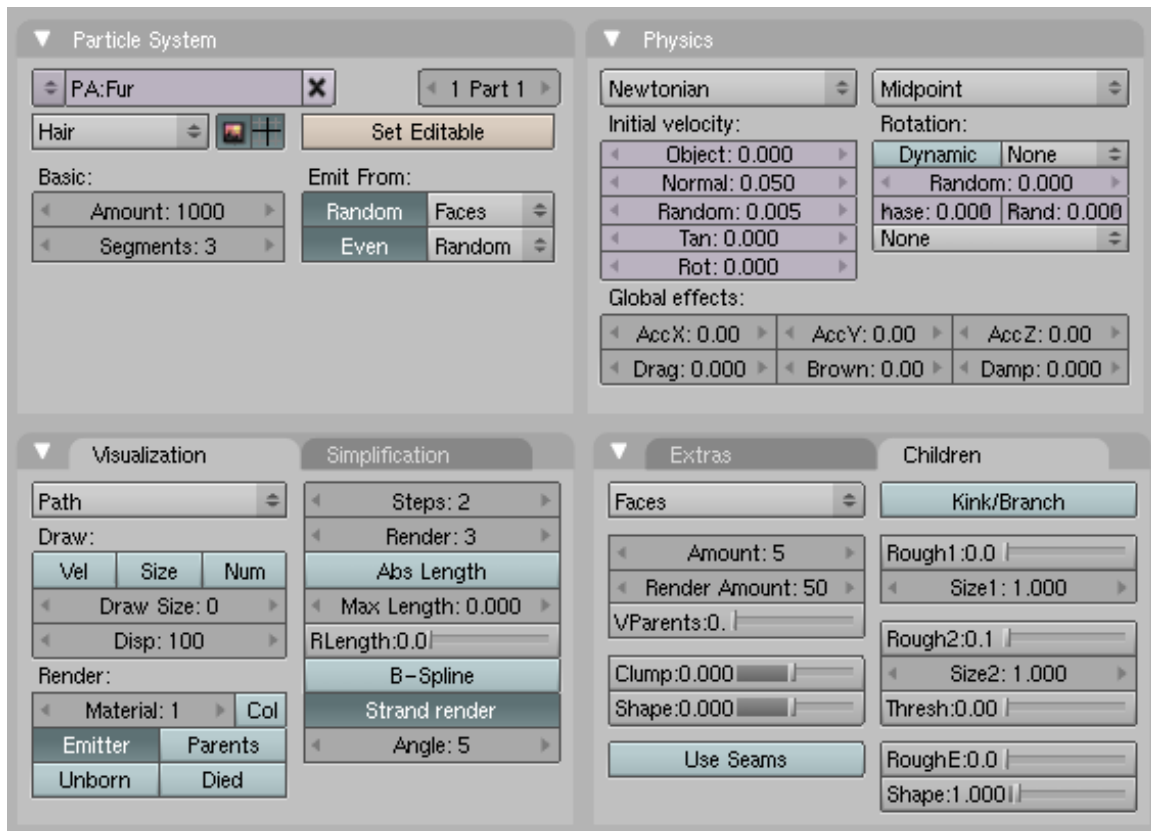 Particle System
PA:Fur
1 Part 1
Hair
Set Editable
Basic:
Emit From:
Amount: 1000
Random
Faces
Segments: 3
Even
Random
Physics
Newtonian
Midpoint
Initial velocity:
Rotation:
Object: 0.000
Dynamic
None
Normal: 0.050
Random: 0.000
Random: 0.005
hase: 0.000
Rand: 0.000
Tan: 0.000
None
Rot: 0.000
Global effects:
AccX: 0.00
AccY: 0.00
AccZ: 0.00
Drag: 0.000
Brown: 0.00
Damp: 0.000
Visualization
Simplification
Path
Steps: 2
Draw:
Render: 3
Vel
Size
Num
Abs Length
Draw Size: 0
Max Length: 0.000
Disp: 100
RLength:0.0
Render:
B-Spline
Material: 1
Col
Strand render
Emitter
Parents
Angle: 5
Unborn
Died
Extras
Children
Faces
Kink/Branch
Amount: 5
Rough1:0.0
Render Amount: 50
Size1: 1.000
VParents:0.
Rough2:0.1
Clump:0.000
Size2: 1.000
Shape:0.000
Thresh:0.00
Use Seams
RoughE:0.0
Shape:1.000